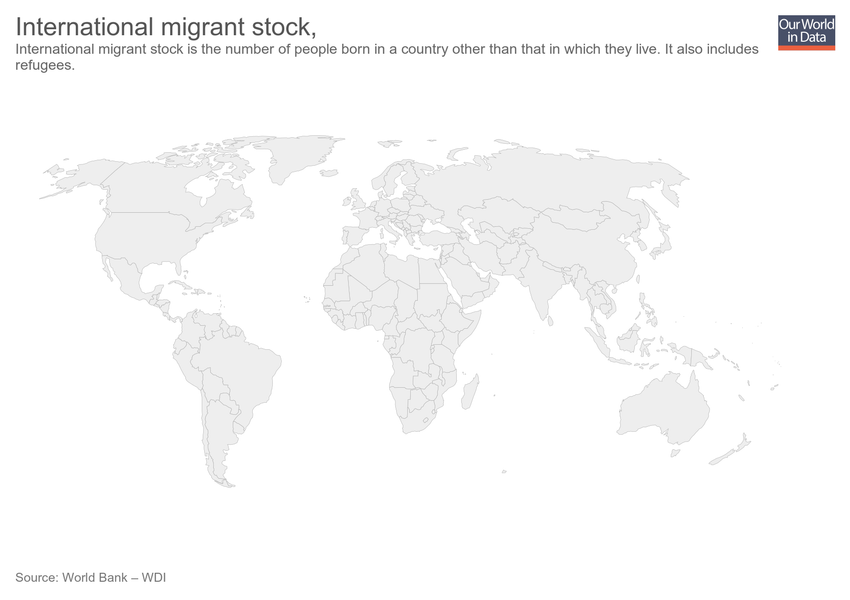 International migrant stock,
International migrant stock is the number of people born in a country other than that in which they live. It also includes
refugees.
Our World
in Data
Source: World Bank – WDI